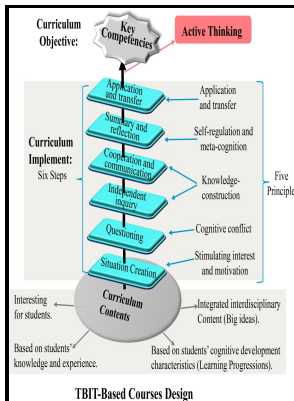 Curriculum
Objective:
Key
Competencies
Active Thinking
Application
and transfer
Application
and transfer
Summary and
reflection
Self-regulation and
meta-cognition
Curriculum
Implement:
Six Steps
Cooperation and
communication
Knowledge-
construction
Five
Principle
Independent
inquiry
Questioning
Cognitive conflict
Situation Creation
Stimulating interest
and motivation
Curriculum
Contents
Interesting
for students.
Integrated interdisciplinary
Content (Big ideas).
Based on students'
knowledge and experience.
Based on students' cognitive development
characteristics (Learning Progressions).
TBIT-Based Courses Design